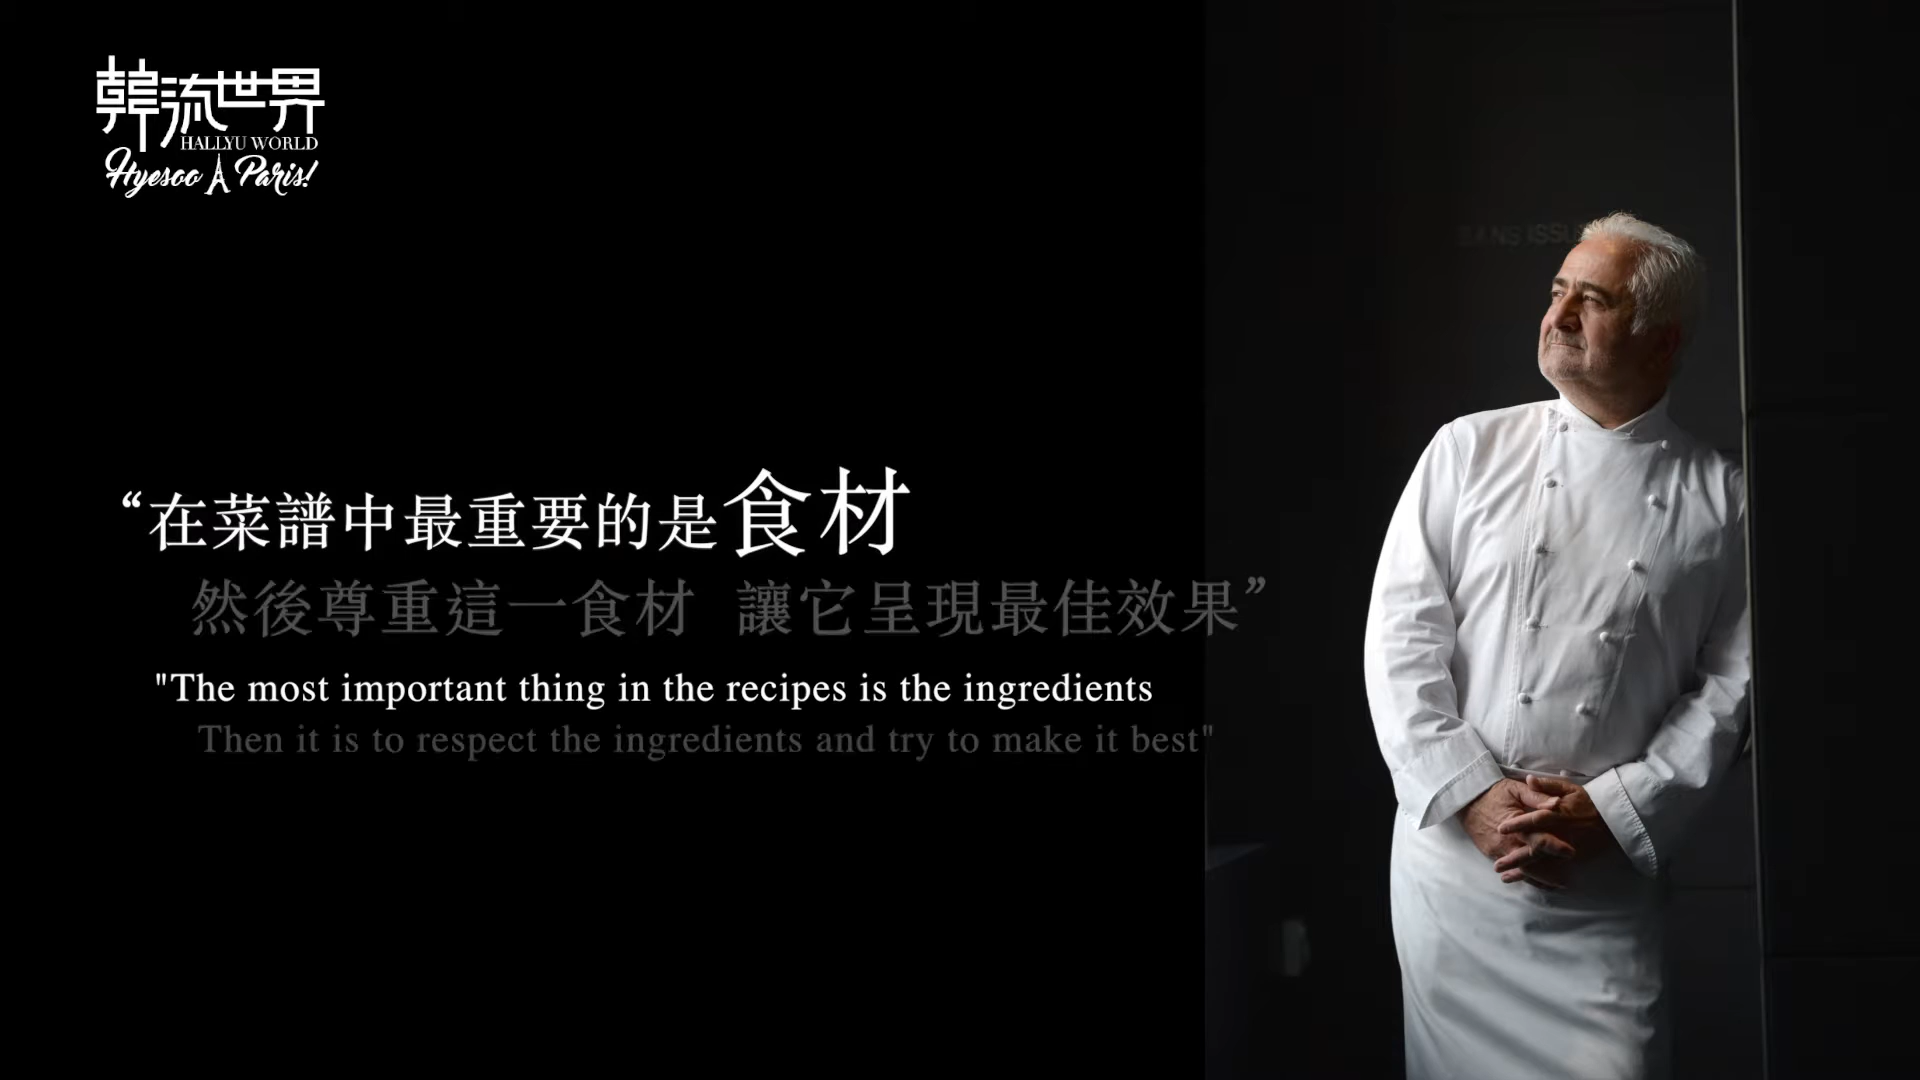 韓流世界
HALLYU WORLD
Hyesoo Paris!
SANS ISSU
“在菜譜中最重要的是食材
然後尊重這一食材 讓它呈現最佳效果”
"The most important thing in the recipes is the ingredients
Then it is to respect the ingredients and try to make it best"